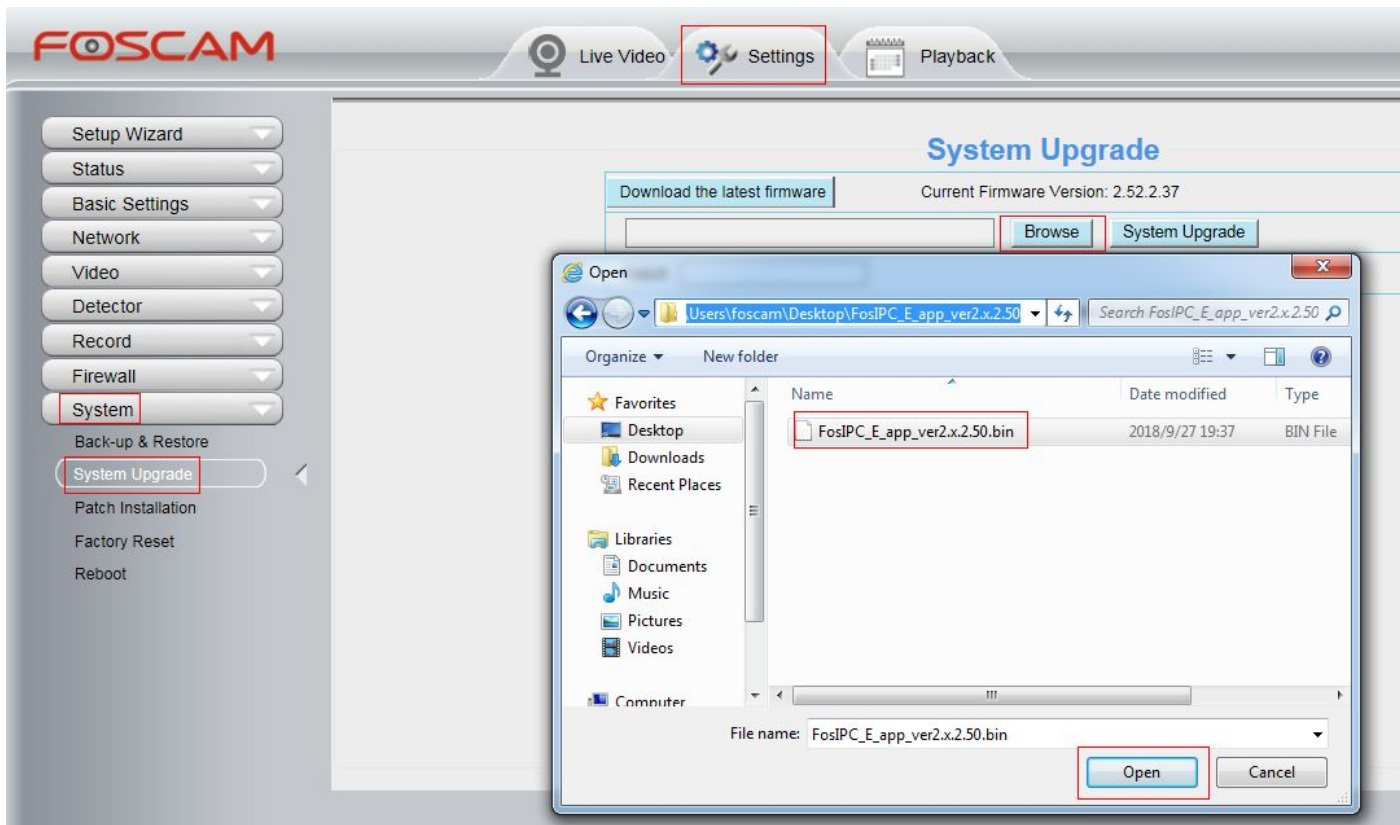 FOSCAM
Live Video
Settings
Playback
Setup Wizard
Status
Basic Settings
Network
Video
Detector
Record
Firewall
System
Back-up & Restore
System Upgrade
Patch Installation
Factory Reset
Reboot
System Upgrade
Download the latest firmware
Current Firmware Version: 2.52.2.37
Browse
System Upgrade
Open
\Users\foscam\Desktop\FosIPC_E_app_ver2.x.2.50
Search FosIPC_E_app_ver2.x.2.50
Organize
New folder
Favorites
Desktop
Downloads
Recent Places
Libraries
Documents
Music
Pictures
Videos
Computer
Name
Date modified
Type
FosIPC_E_app_ver2.x.2.50.bin
2018/9/27 19:37
BIN File
File name:
FosIPC_E_app_ver2.x.2.50.bin
Open
Cancel